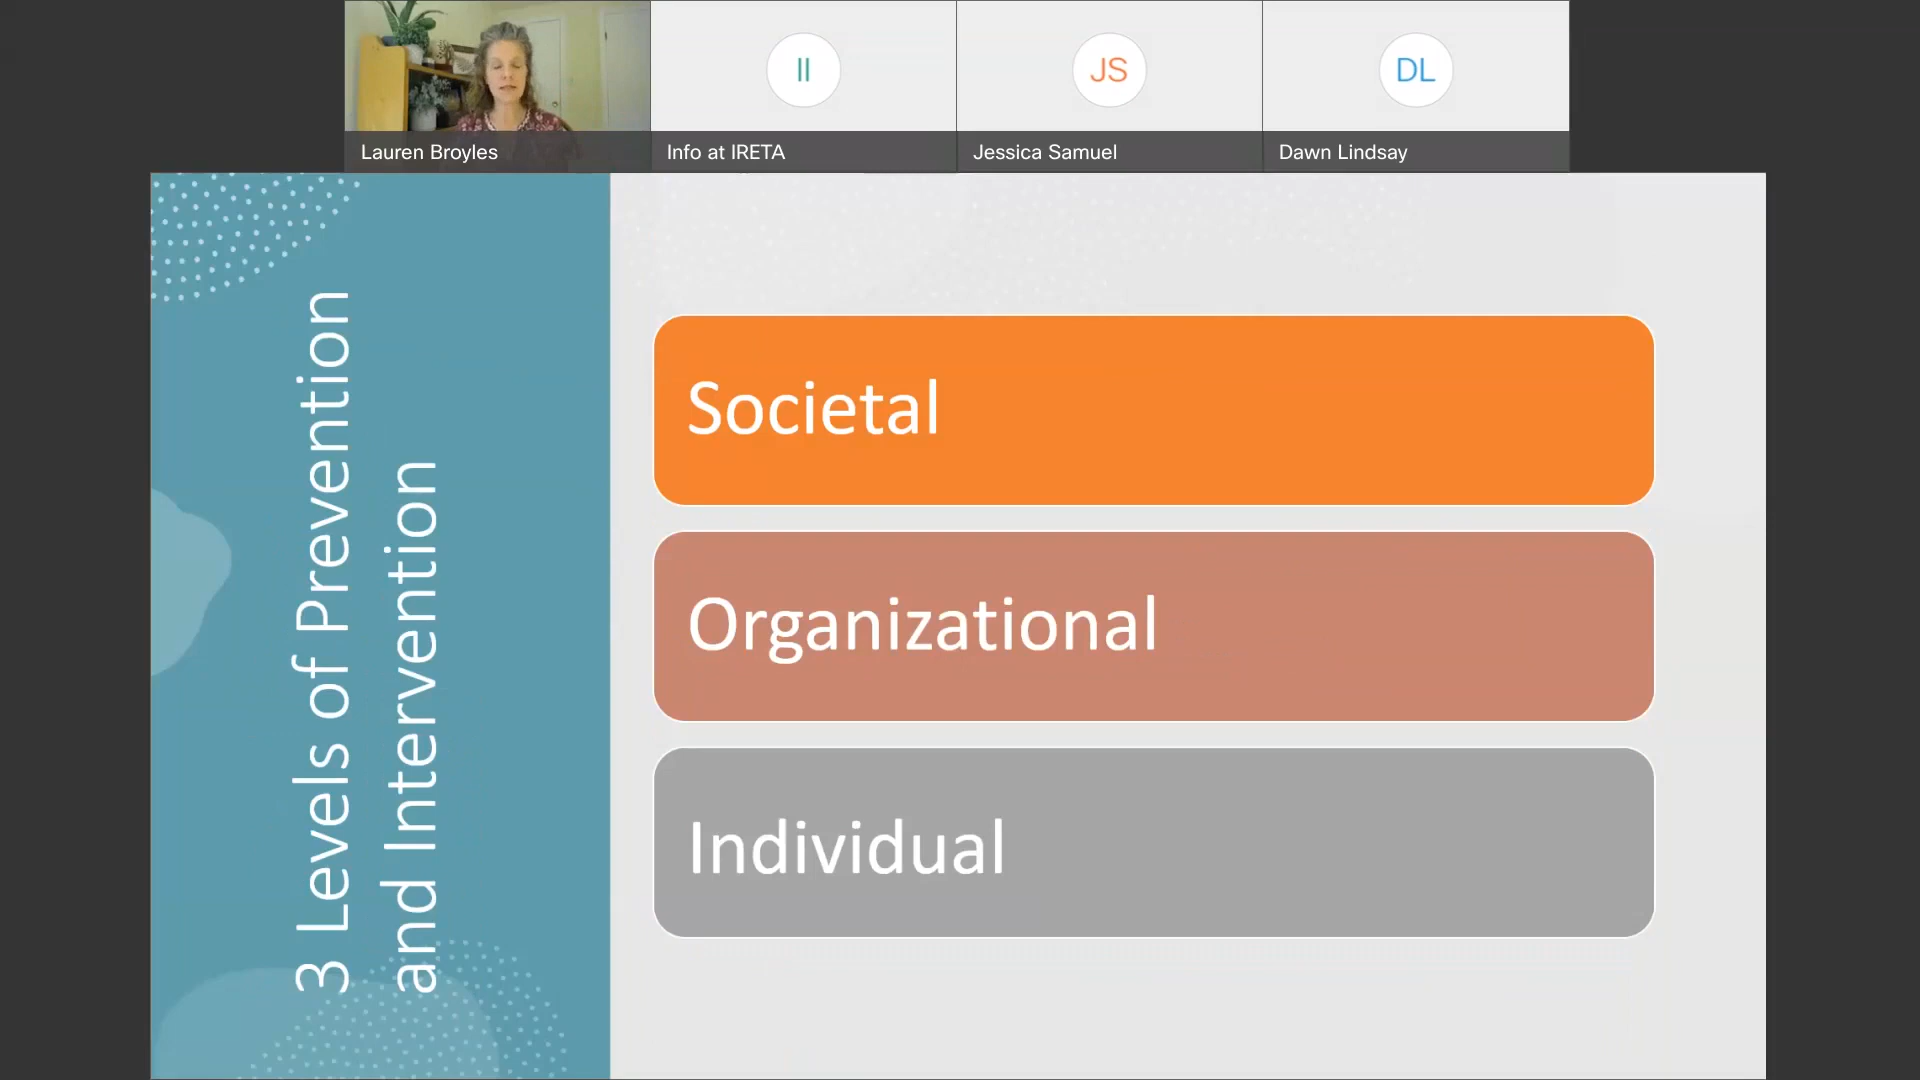 II
JS
DL
Lauren Broyles
Info at IRETA
Jessica Samuel
Dawn Lindsay
3 Levels of Prevention
and Intervention
Societal
Organizational
Individual